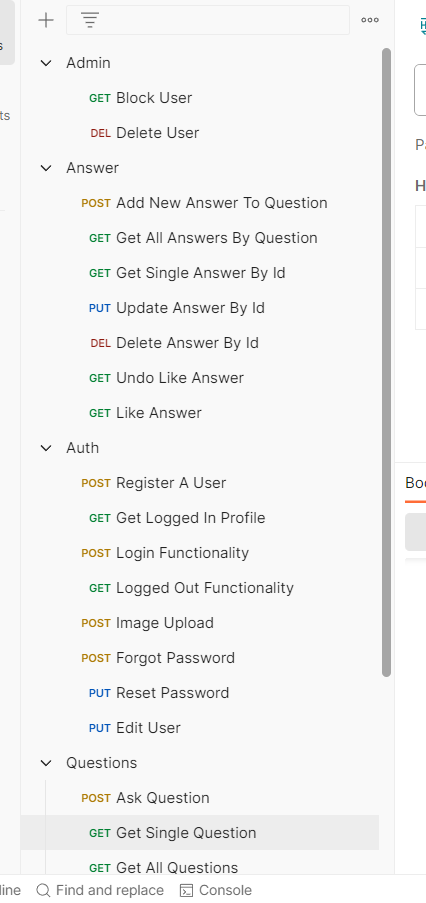 Admin
GET Block User
DEL Delete User
Answer
POST Add New Answer To Question
GET Get All Answers By Question
GET Get Single Answer By Id
PUT Update Answer By Id
DEL Delete Answer By Id
GET Undo Like Answer
GET Like Answer
Auth
POST Register A User
GET Get Logged In Profile
POST Login Functionality
GET Logged Out Functionality
POST Image Upload
POST Forgot Password
PUT Reset Password
PUT Edit User
Questions
POST Ask Question
GET Get Single Question
GET Get All Questions
Find and replace Console